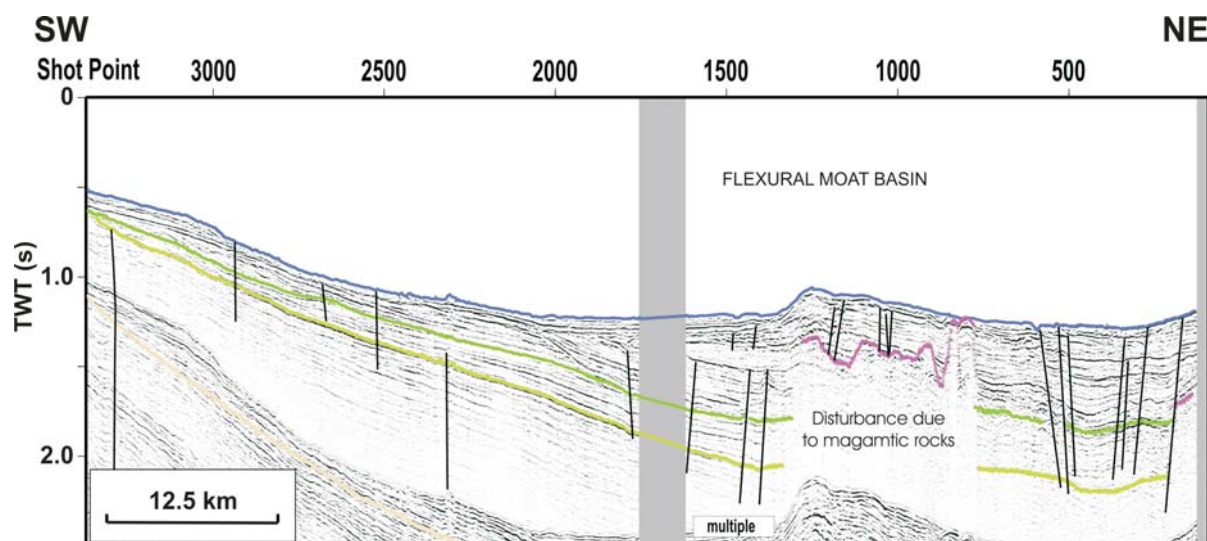 SW NE
Shot Point 3000 2500 2000 1500 1000 500
0
FLEXURAL MOAT BASIN
1.0
TWT (s)
Disturbance due
to magamtic rocks
2.0
12.5 km
multiple